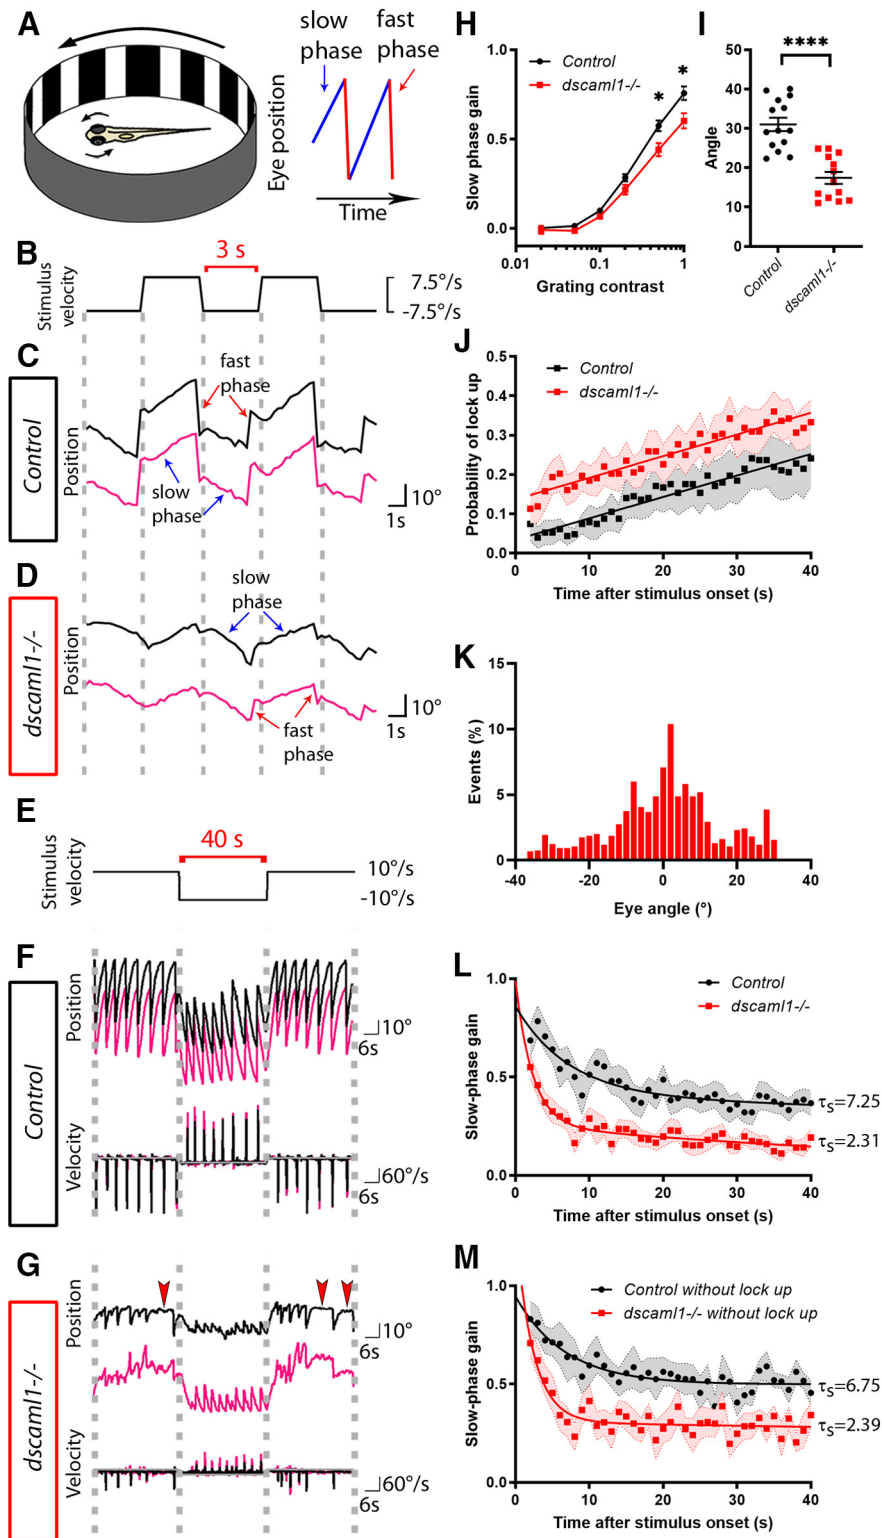 A
slow phase
fast phase
Eye position
Time
B
3 s
Stimulus velocity
7.5°/s
-7.5°/s
C
Control
Position
fast phase
slow phase
10°
1s
D
dscaml1-/-
Position
slow phase
fast phase
10°
1s
E
40 s
Stimulus velocity
10°/s
-10°/s
F
Control
Position
10°
6s
Velocity
60°/s
6s
G
dscaml1-/-
Position
10°
6s
Velocity
60°/s
6s
H
Control
dscaml1-/-
* *
Slow phase gain
1.0
0.5
0.0
0.01 0.1 1
Grating contrast
I
****
Angle
50
40
30
20
10
0
Control
dscaml1-/-
J
Control
dscaml1-/-
Probability of lock up
0.5
0.4
0.3
0.2
0.1
0.0
0 10 20 30 40
Time after stimulus onset (s)
K
Events (%)
15
10
5
0
-40 -20 0 20 40
Eye angle (°)
L
Control
dscaml1-/-
Slow-phase gain
1.0
0.5
0.0
τs=7.25
τs=2.31
0 10 20 30 40
Time after stimulus onset (s)
M
Control without lock up
dscaml1-/- without lock up
Slow-phase gain
1.0
0.5
0.0
τs=6.75
τs=2.39
0 10 20 30 40
Time after stimulus onset (s)